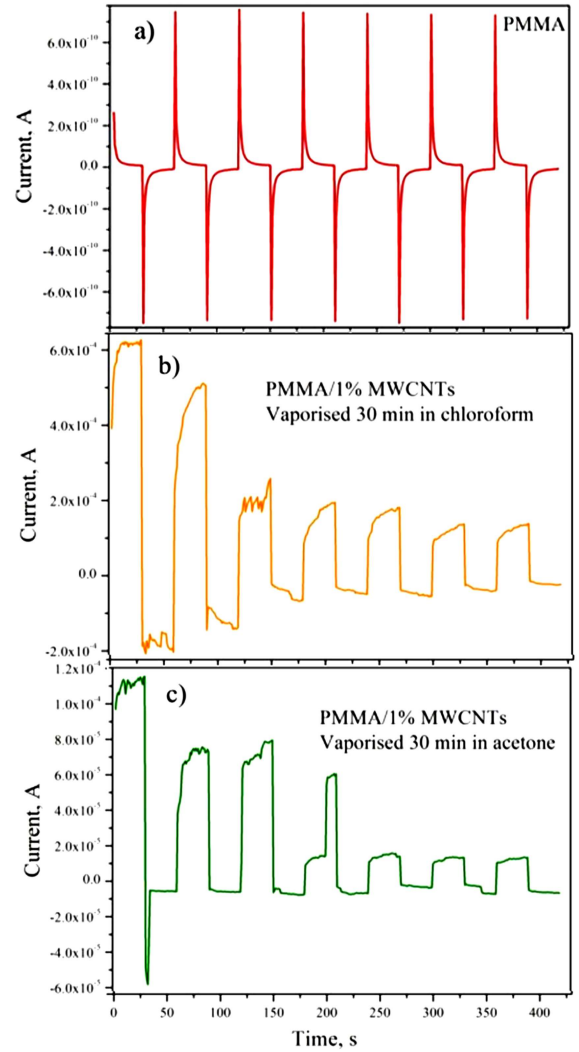 a)
PMMA
Current, A
6.0x10⁻¹⁰
4.0x10⁻¹⁰
2.0x10⁻¹⁰
0.0
-2.0x10⁻¹⁰
-4.0x10⁻¹⁰
-6.0x10⁻¹⁰
b)
PMMA/1% MWCNTs
Vaporised 30 min in chloroform
Current, A
6.0x10⁻⁴
4.0x10⁻⁴
2.0x10⁻⁴
0.0
-2.0x10⁻⁴
c)
PMMA/1% MWCNTs
Vaporised 30 min in acetone
Current, A
1.2x10⁻⁴
1.0x10⁻⁴
8.0x10⁻⁵
6.0x10⁻⁵
4.0x10⁻⁵
2.0x10⁻⁵
0.0
-2.0x10⁻⁵
-4.0x10⁻⁵
-6.0x10⁻⁵
0 50 100 150 200 250 300 350 400
Time, s